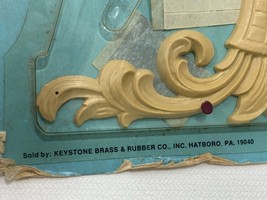 Sold by: KEYSTONE BRASS & RUBBER CO., INC. HATBORO, PA. 19040